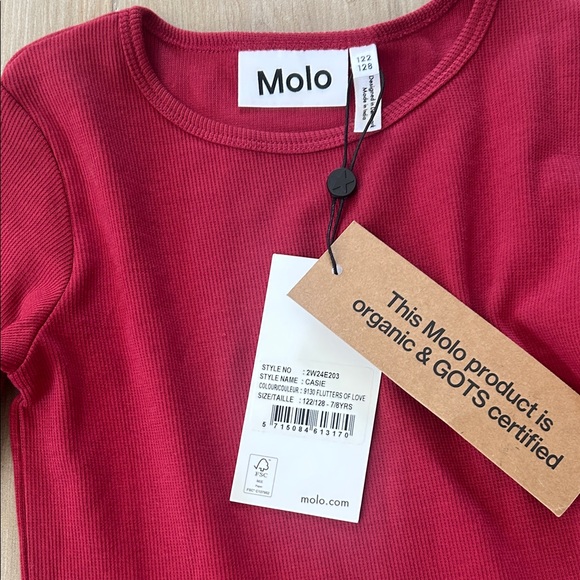 Molo
122
128
Designed in Denmark
Made in India
This Molo product is
organic & GOTS certified
STYLE NO : 2W24E203
STYLE NAME : CASIE
COLOUR/COULEUR : 9130 FLUTTERS OF LOVE
SIZE/TAILLE : 122/128 - 7/8YRS
5 715084 613170
FSC
molo.com